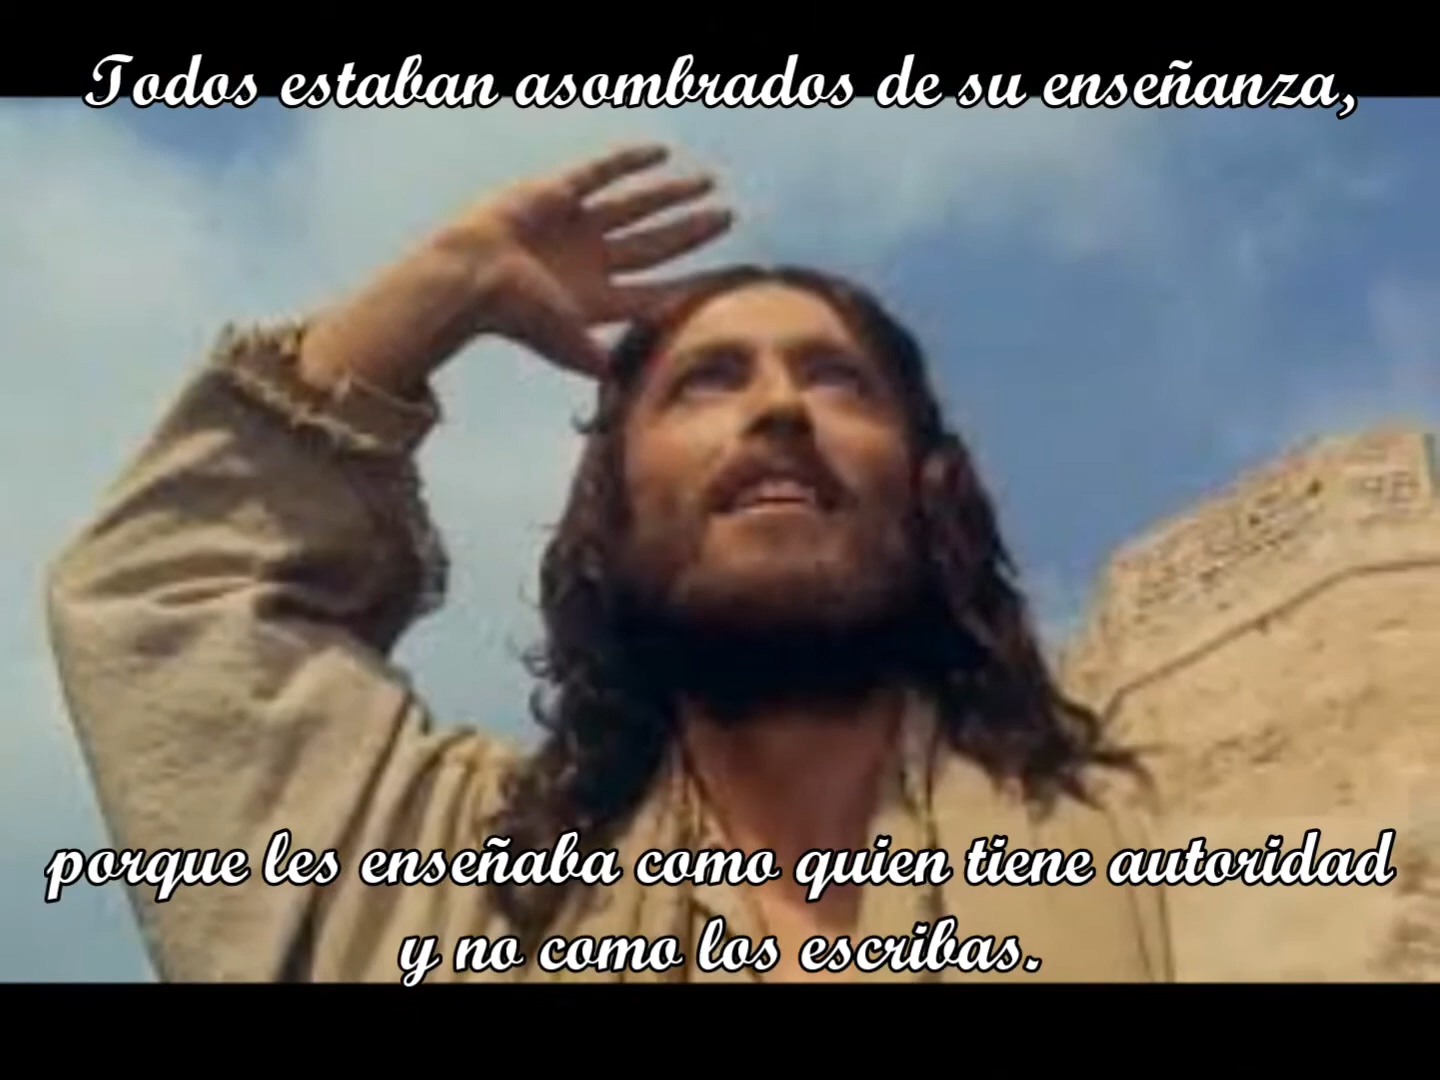 Todos estaban asombrados de su enseñanza,
porque les enseñaba como quien tiene autoridad
y no como los escribas.